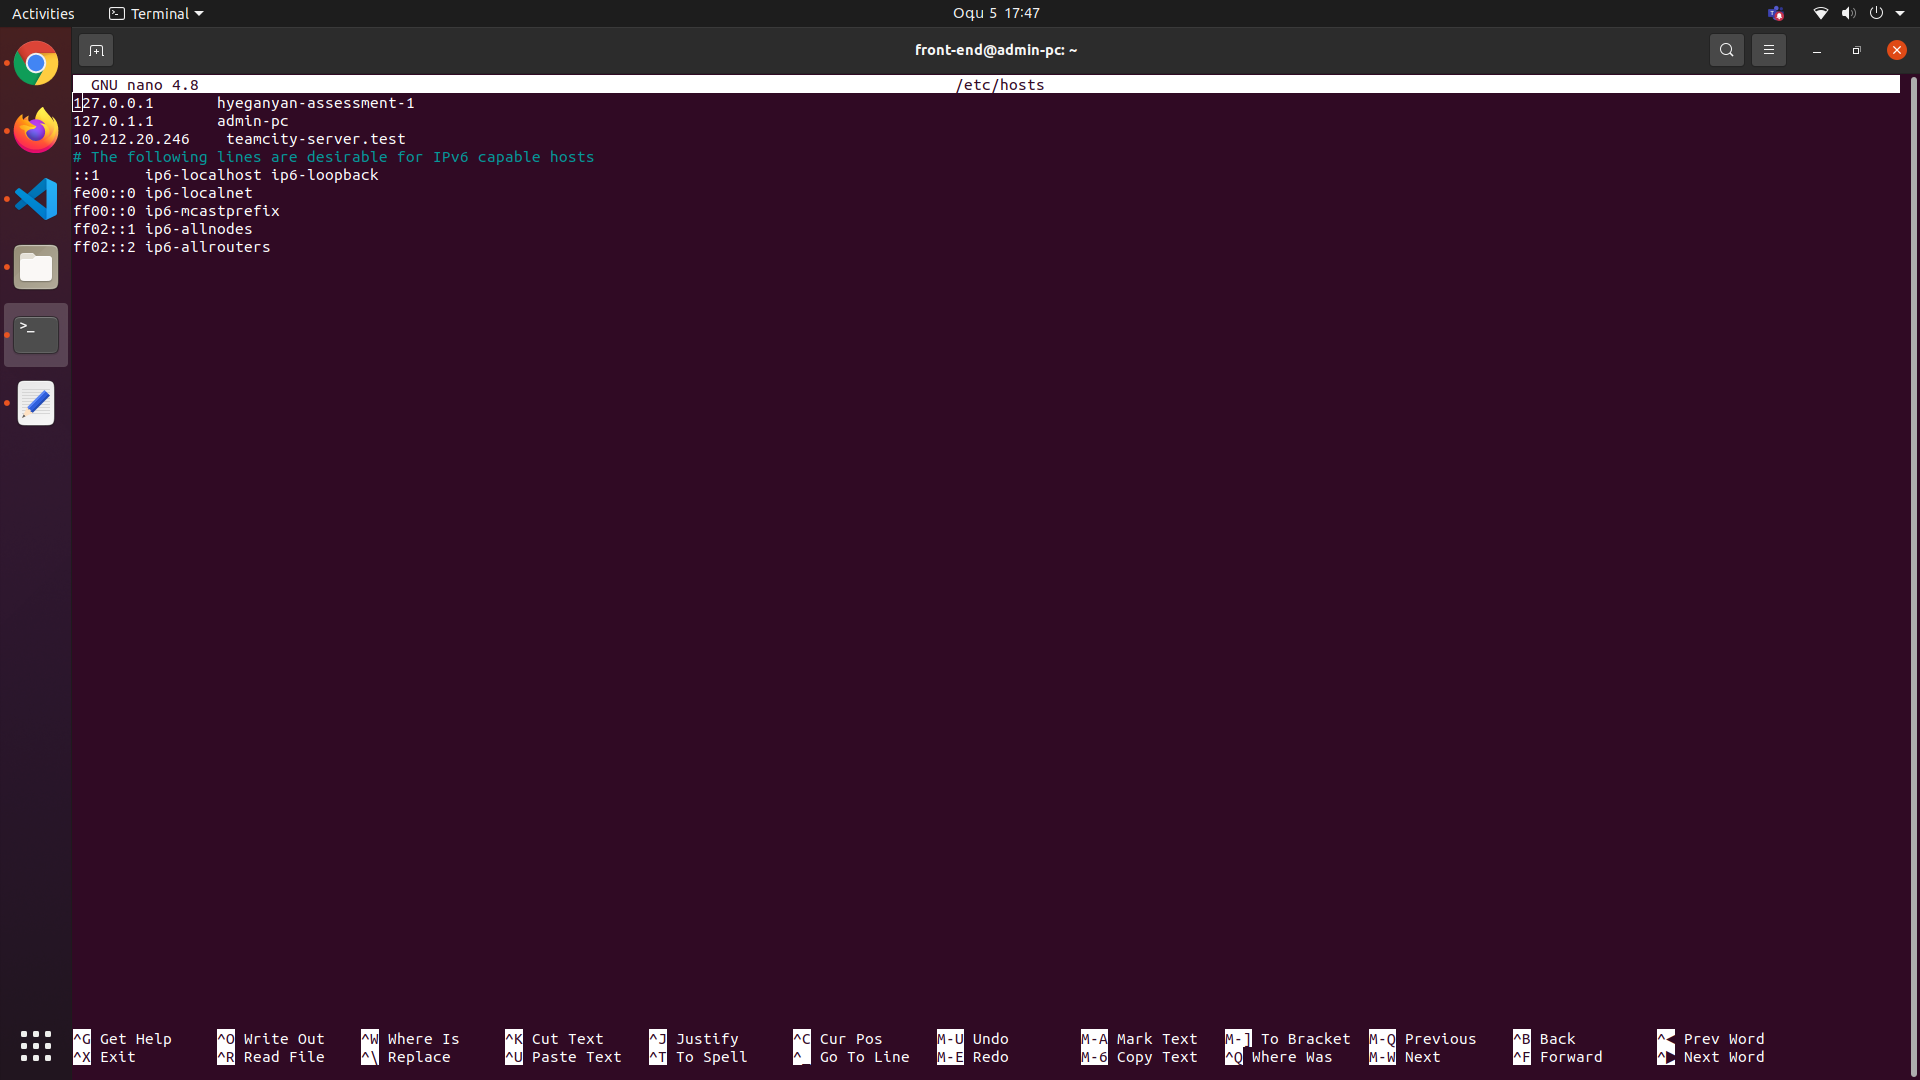 Activities Terminal Օգս 5 17:47
front-end@admin-pc: ~
GNU nano 4.8 /etc/hosts
127.0.0.1 hyeganyan-assessment-1
127.0.1.1 admin-pc
10.212.20.246 teamcity-server.test
# The following lines are desirable for IPv6 capable hosts
::1 ip6-localhost ip6-loopback
fe00::0 ip6-localnet
ff00::0 ip6-mcastprefix
ff02::1 ip6-allnodes
ff02::2 ip6-allrouters
^G Get Help ^O Write Out ^W Where Is ^K Cut Text ^J Justify ^C Cur Pos M-U Undo M-A Mark Text M-] To Bracket M-Q Previous ^B Back ^◀ Prev Word
^X Exit ^R Read File ^\ Replace ^U Paste Text ^T To Spell ^_ Go To Line M-E Redo M-6 Copy Text ^Q Where Was M-W Next ^F Forward ^▶ Next Word